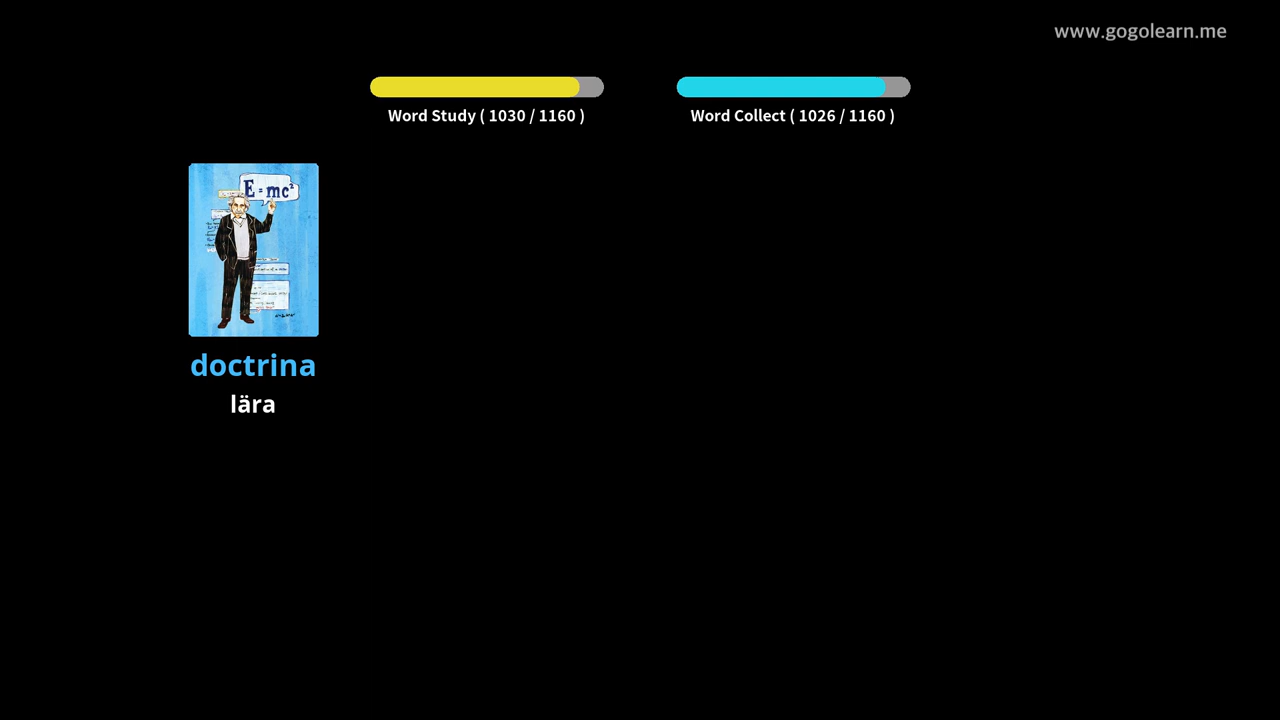 www.gogolearn.me
Word Study ( 1030 / 1160 )
Word Collect ( 1026 / 1160 )
E = mc²
doctrina
lära